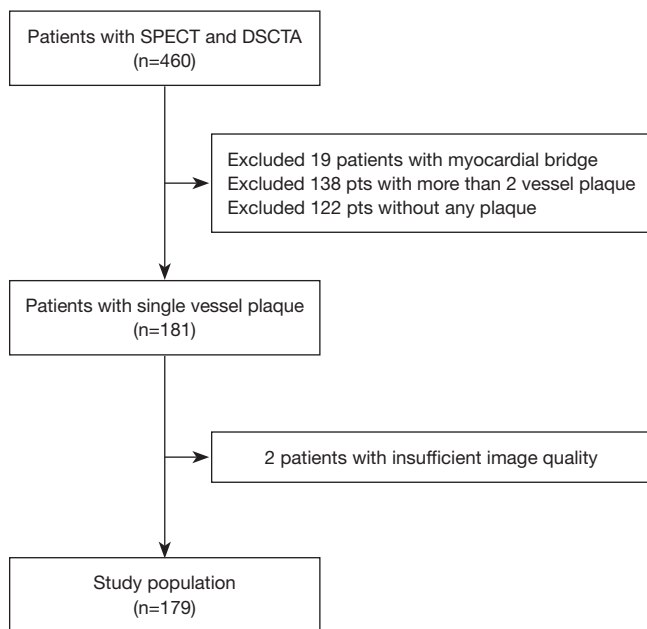 Patients with SPECT and DSCTA
(n=460)
Excluded 19 patients with myocardial bridge
Excluded 138 pts with more than 2 vessel plaque
Excluded 122 pts without any plaque
Patients with single vessel plaque
(n=181)
2 patients with insufficient image quality
Study population
(n=179)